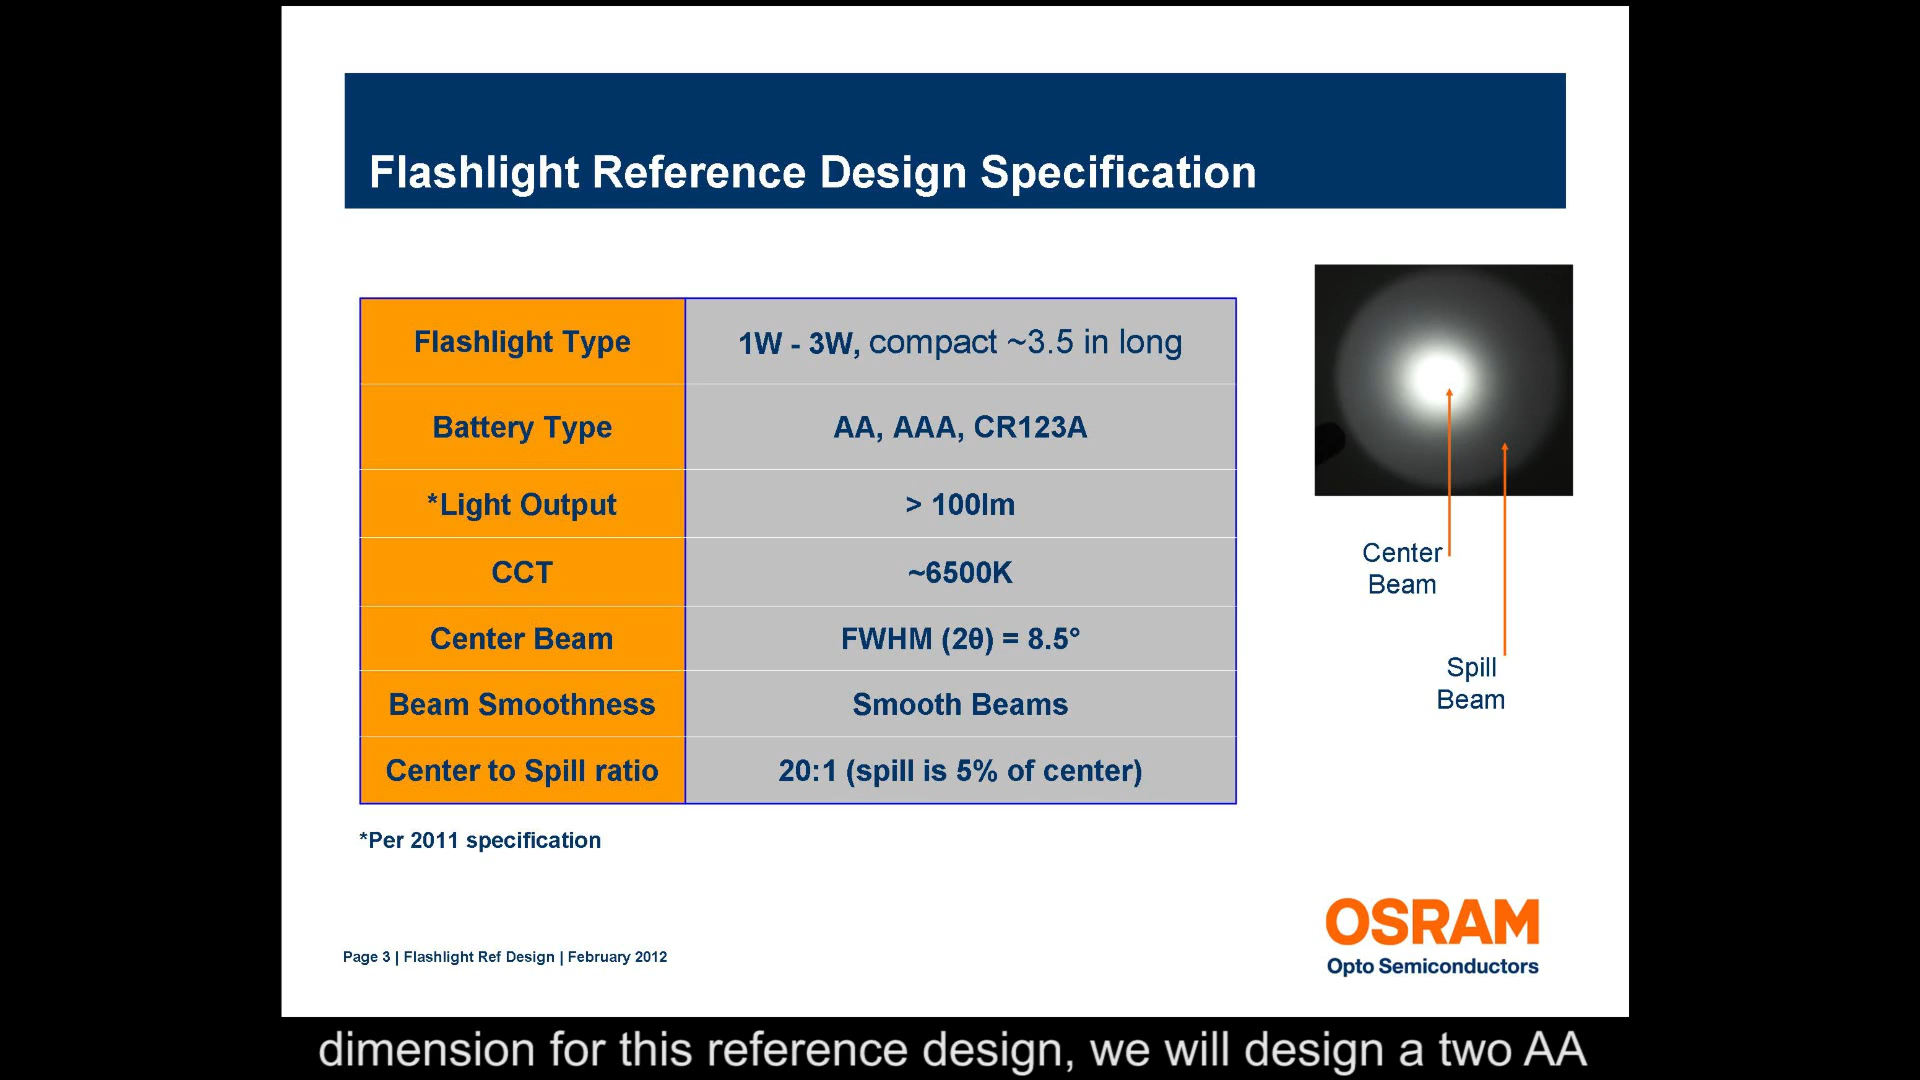 Flashlight Reference Design Specification
Flashlight Type
1W - 3W, compact ~3.5 in long
Battery Type
AA, AAA, CR123A
*Light Output
> 100lm
CCT
~6500K
Center Beam
FWHM (2θ) = 8.5°
Beam Smoothness
Smooth Beams
Center to Spill ratio
20:1 (spill is 5% of center)
*Per 2011 specification
Center
Beam
Spill
Beam
Page 3 | Flashlight Ref Design | February 2012
OSRAM
Opto Semiconductors
dimension for this reference design, we will design a two AA